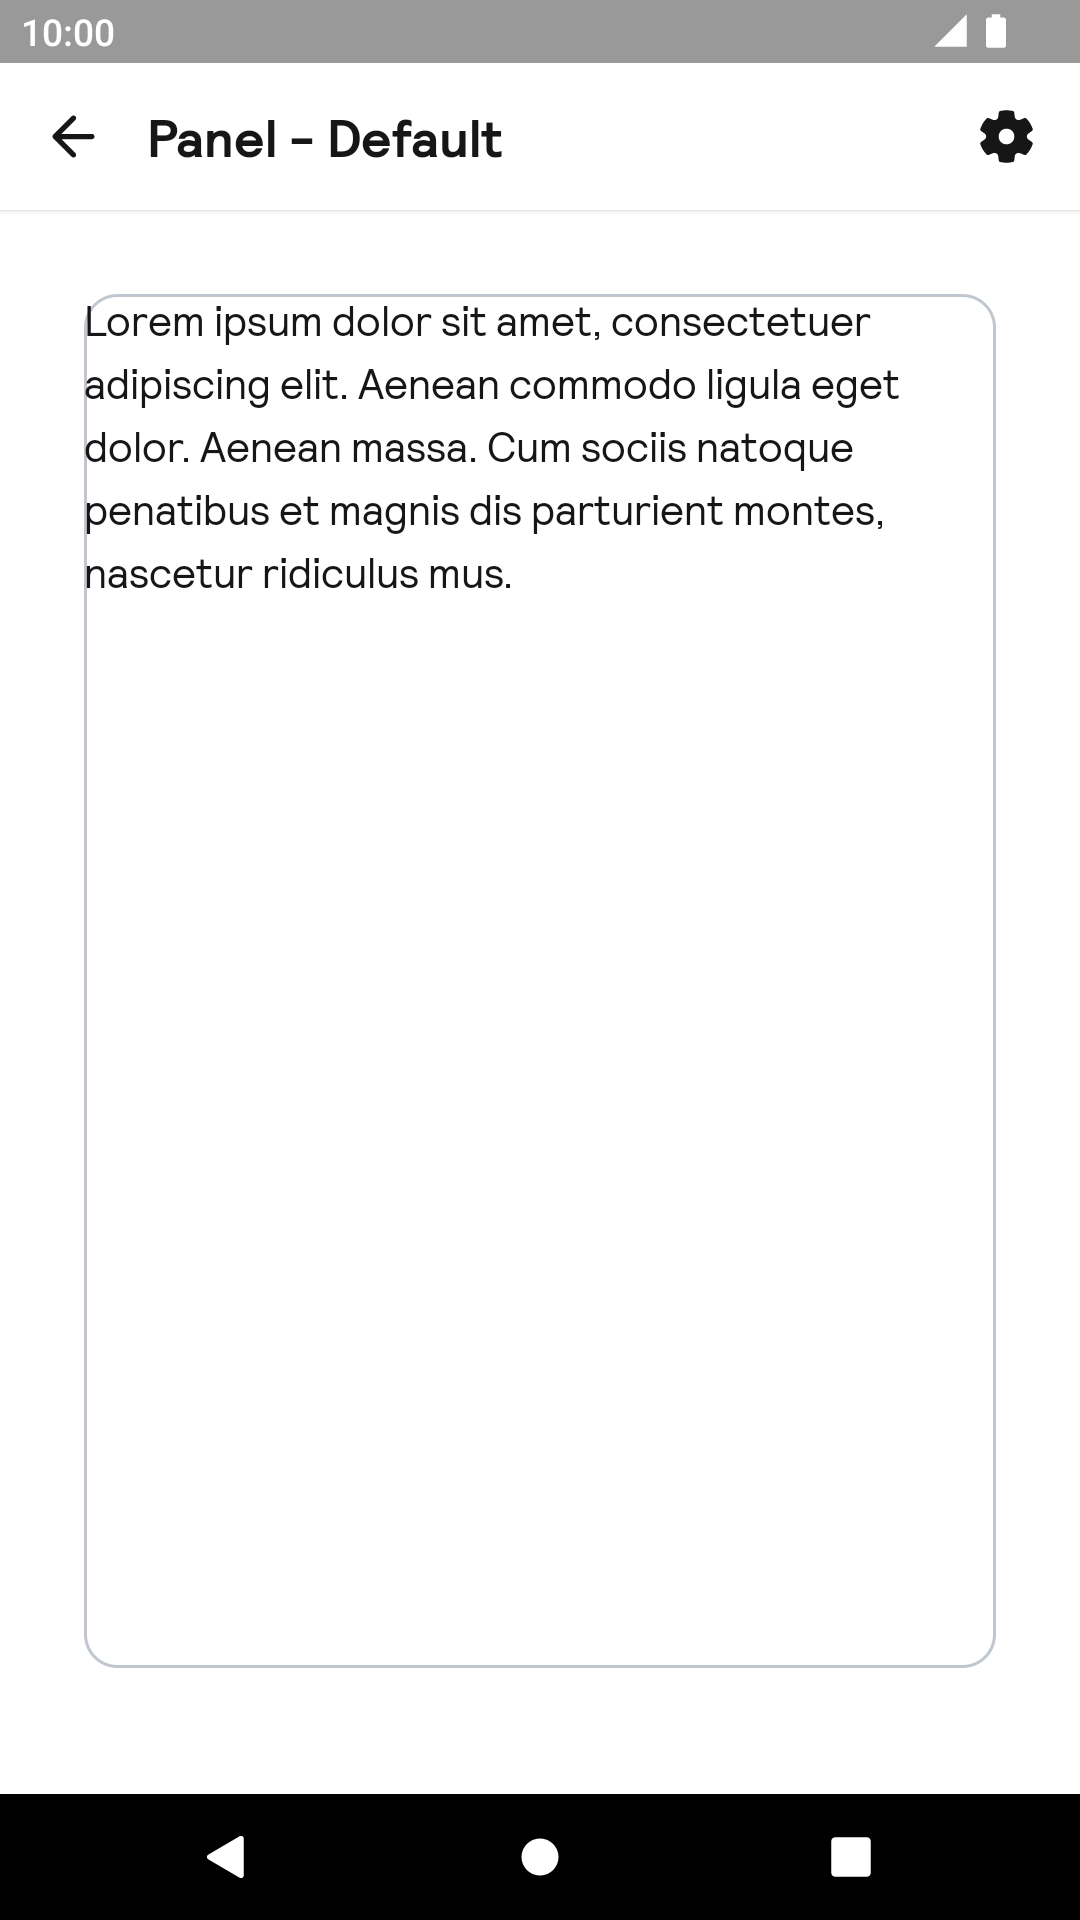 10:00
Panel - Default
Lorem ipsum dolor sit amet, consectetuer
adipiscing elit. Aenean commodo ligula eget
dolor. Aenean massa. Cum sociis natoque
penatibus et magnis dis parturient montes,
nascetur ridiculus mus.